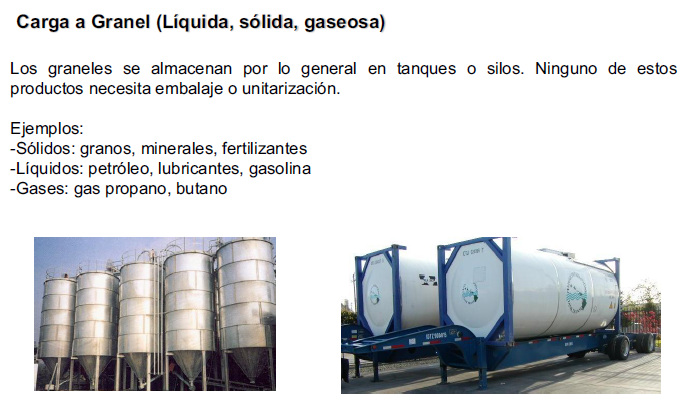 Carga a Granel (Líquida, sólida, gaseosa)
Los graneles se almacenan por lo general en tanques o silos. Ninguno de estos
productos necesita embalaje o unitarización.
Ejemplos:
-Sólidos: granos, minerales, fertilizantes
-Líquidos: petróleo, lubricantes, gasolina
-Gases: gas propano, butano